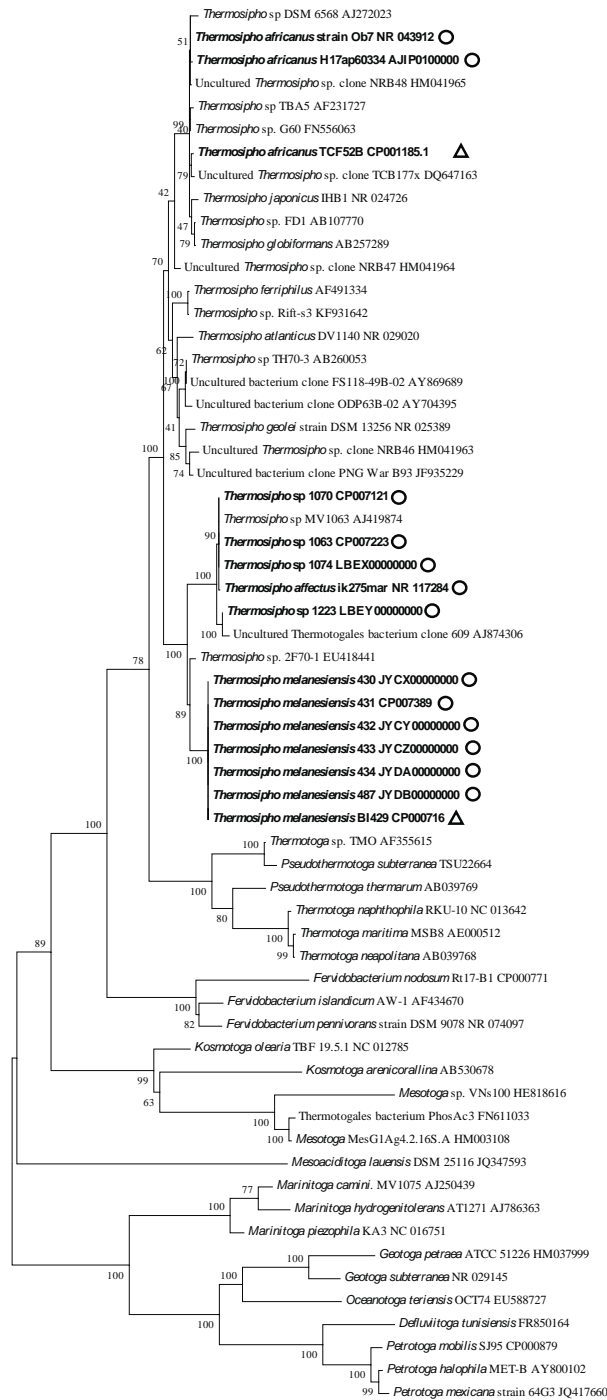 Thermosipho sp DSM 6568 AJ272023
51
Thermosipho africanus strain Ob7 NR 043912
Thermosipho africanus H17ap60334 AJIP0100000
Uncultured Thermosipho sp. clone NRB48 HM041965
Thermosipho sp TBA5 AF231727
99
40
Thermosipho sp. G60 FN556063
Thermosipho africanus TCF52B CP001185.1
79
Uncultured Thermosipho sp. clone TCB177x DQ647163
42
Thermosipho japonicus IHB1 NR 024726
47
Thermosipho sp. FD1 AB107770
79
Thermosipho globiformans AB257289
70
Uncultured Thermosipho sp. clone NRB47 HM041964
100
Thermosipho ferriphilus AF491334
Thermosipho sp. Rift-s3 KF931642
62
Thermosipho atlanticus DV1140 NR 029020
72
Thermosipho sp TH70-3 AB260053
100
67
Uncultured bacterium clone FS118-49B-02 AY869689
Uncultured bacterium clone ODP63B-02 AY704395
41
Thermosipho geolei strain DSM 13256 NR 025389
100
85
Uncultured Thermosipho sp. clone NRB46 HM041963
74
Uncultured bacterium clone PNG War B93 JF935229
Thermosipho sp 1070 CP007121
Thermosipho sp MV1063 AJ419874
90
Thermosipho sp 1063 CP007223
Thermosipho sp 1074 LBEX00000000
100
Thermosipho affectus ik275mar NR 117284
Thermosipho sp 1223 LBEY00000000
100
Uncultured Thermotogales bacterium clone 609 AJ874306
100
78
Thermosipho sp. 2F70-1 EU418441
Thermosipho melanesiensis 430 JYCX00000000
Thermosipho melanesiensis 431 CP007389
89
Thermosipho melanesiensis 432 JYCY00000000
100
Thermosipho melanesiensis 433 JYCZ00000000
Thermosipho melanesiensis 434 JYDA00000000
Thermosipho melanesiensis 487 JYDB00000000
Thermosipho melanesiensis BI429 CP000716
100
100
Thermotoga sp. TMO AF355615
Pseudothermotoga subterranea TSU22664
100
Pseudothermotoga thermarum AB039769
80
Thermotoga naphthophila RKU-10 NC 013642
100
Thermotoga maritima MSB8 AE000512
99
Thermotoga neapolitana AB039768
89
Fervidobacterium nodosum Rt17-B1 CP000771
100
Fervidobacterium islandicum AW-1 AF434670
82
Fervidobacterium pennivorans strain DSM 9078 NR 074097
Kosmotoga olearia TBF 19.5.1 NC 012785
99
Kosmotoga arenicorallina AB530678
63
Mesotoga sp. VNs100 HE818616
100
Thermotogales bacterium PhosAc3 FN611033
100
Mesotoga MesG1Ag4.2.16S.A HM003108
Mesoaciditoga lauensis DSM 25116 JQ347593
77
Marinitoga camini. MV1075 AJ250439
100
Marinitoga hydrogenitolerans AT1271 AJ786363
Marinitoga piezophila KA3 NC 016751
100
100
Geotoga petraea ATCC 51226 HM037999
100
Geotoga subterranea NR 029145
Oceanotoga teriensis OCT74 EU588727
100
Defluviitoga tunisiensis FR850164
100
Petrotoga mobilis SJ95 CP000879
100
Petrotoga halophila MET-B AY800102
99
Petrotoga mexicana strain 64G3 JQ417660